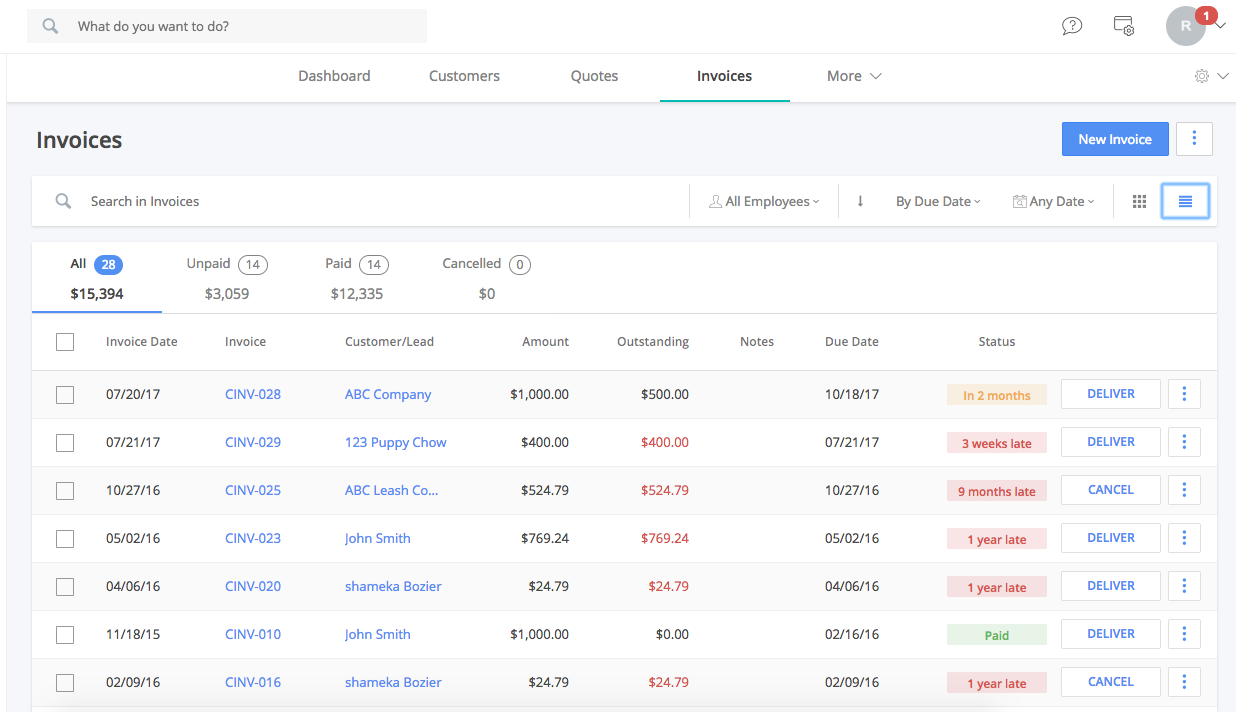 What do you want to do?
R
1
Dashboard Customers Quotes Invoices More
Invoices
New Invoice
Search in Invoices All Employees By Due Date Any Date
All 28 Unpaid 14 Paid 14 Cancelled 0
$15,394 $3,059 $12,335 $0
Invoice Date Invoice Customer/Lead Amount Outstanding Notes Due Date Status
07/20/17 CINV-028 ABC Company $1,000.00 $500.00 10/18/17 In 2 months DELIVER
07/21/17 CINV-029 123 Puppy Chow $400.00 $400.00 07/21/17 3 weeks late DELIVER
10/27/16 CINV-025 ABC Leash Co... $524.79 $524.79 10/27/16 9 months late CANCEL
05/02/16 CINV-023 John Smith $769.24 $769.24 05/02/16 1 year late DELIVER
04/06/16 CINV-020 shameka Bozier $24.79 $24.79 04/06/16 1 year late DELIVER
11/18/15 CINV-010 John Smith $1,000.00 $0.00 02/16/16 Paid DELIVER
02/09/16 CINV-016 shameka Bozier $24.79 $24.79 02/09/16 1 year late CANCEL